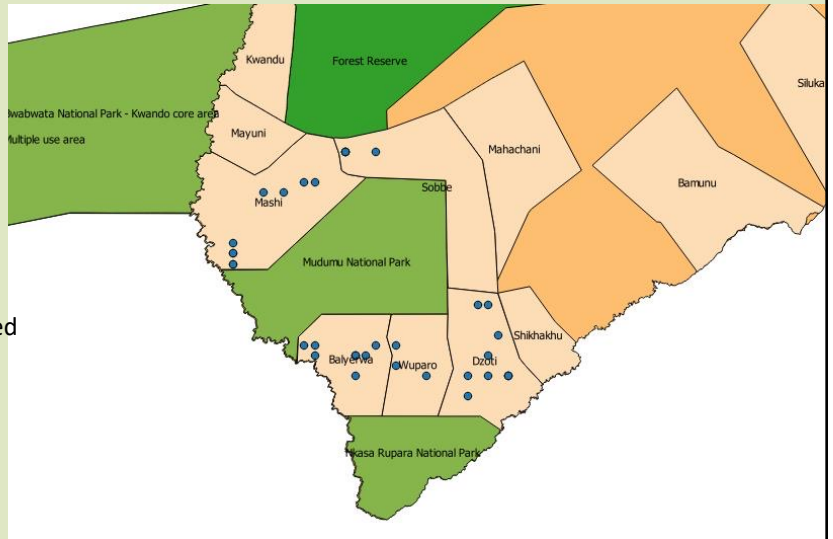 Kwandu
Forest Reserve
Siluka
Bwabwata National Park - Kwando core area
Multiple use area
Mayuni
Mahachani
Bamunu
Sobbe
Mashi
Mudumu National Park
ed
Shikhakhu
Balyerwa
Wuparo
Dzoti
Nkasa Rupara National Park